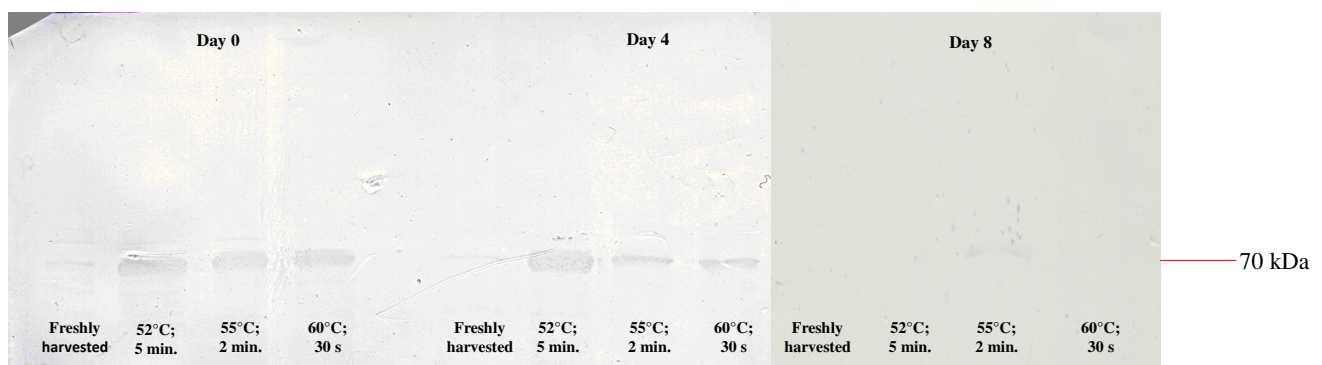 Day 0
Day 4
Day 8
70 kDa
Freshly
harvested
52°C;
5 min.
55°C;
2 min.
60°C;
30 s
Freshly
harvested
52°C;
5 min.
55°C;
2 min.
60°C;
30 s
Freshly
harvested
52°C;
5 min.
55°C;
2 min.
60°C;
30 s